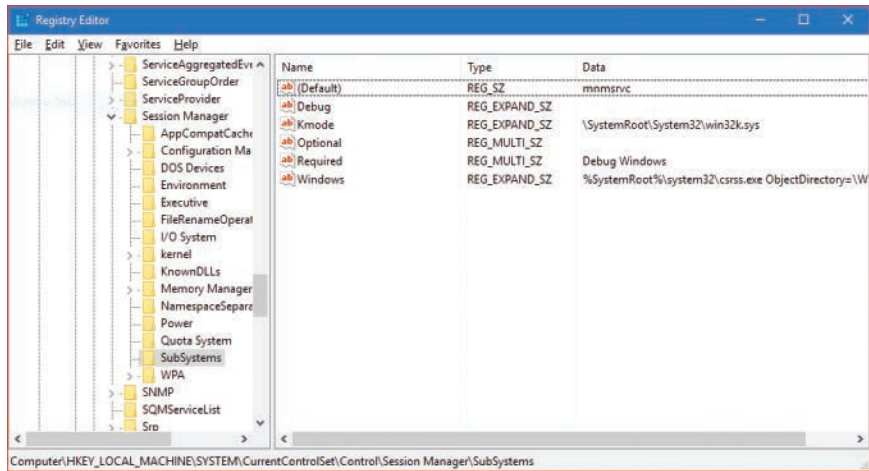 Registry Editor
File Edit View Favorites Help
ServiceAggregatedEve
ServiceGroupOrder
ServiceProvider
Session Manager
AppCompatCache
Configuration Ma
DOS Devices
Environment
Executive
FileRenameOperat
I/O System
kernel
KnownDLLs
Memory Manager
NamespaceSepara
Power
Quota System
SubSystems
WPA
SNMP
SQMServiceList
Srp
Name Type Data
(Default) REG_SZ mnmsrvc
Debug REG_EXPAND_SZ
Kmode REG_EXPAND_SZ \SystemRoot\System32\win32k.sys
Optional REG_MULTI_SZ
Required REG_MULTI_SZ Debug Windows
Windows REG_EXPAND_SZ %SystemRoot%\system32\csrss.exe ObjectDirectory=\W
Computer\HKEY_LOCAL_MACHINE\SYSTEM\CurrentControlSet\Control\Session Manager\SubSystems